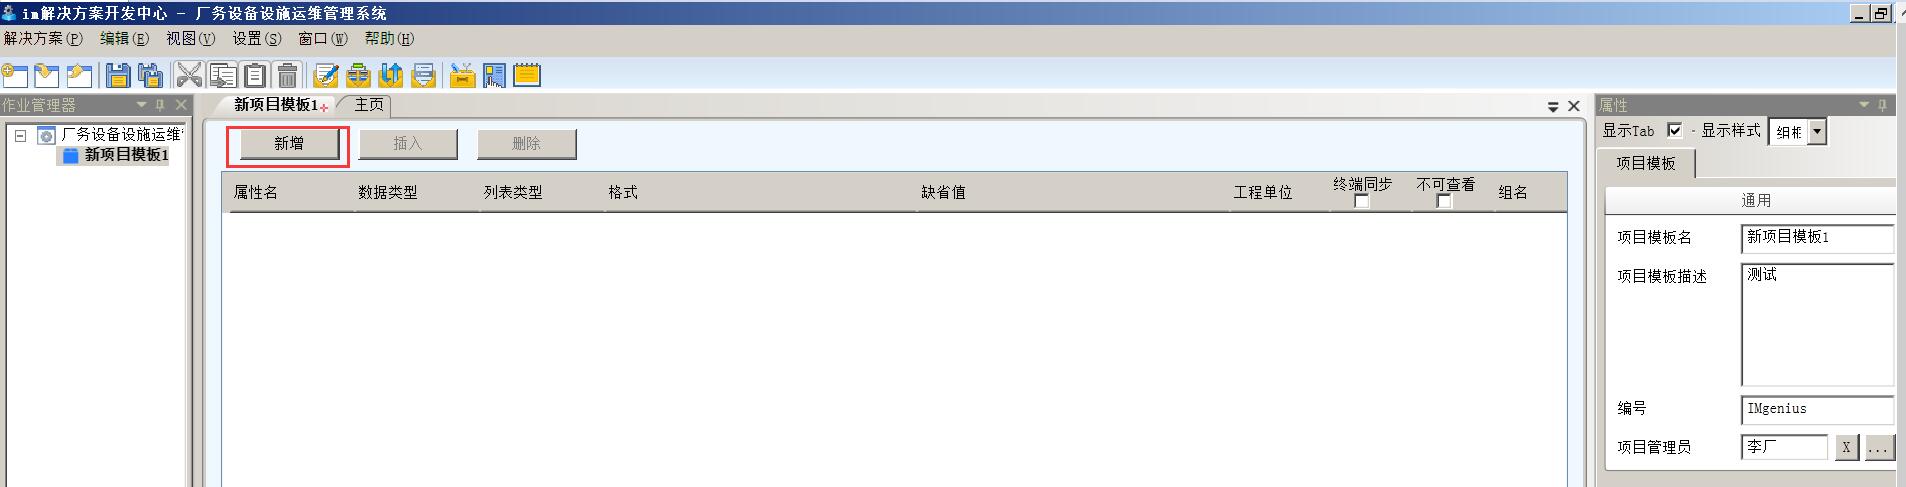 im解决方案开发中心 - 厂务设备设施运维管理系统
解决方案(P) 编辑(E) 视图(V) 设置(S) 窗口(W) 帮助(H)
作业管理器
厂务设备设施运维
新项目模板1
新项目模板1
主页
新增 插入 删除
属性名 数据类型 列表类型 格式 缺省值 工程单位 终端同步 不可查看 组名
属性
显示Tab - 显示样式
项目模板
通用
项目模板名 新项目模板1
项目模板描述 测试
编号 IMgenius
项目管理员 李厂 X ...